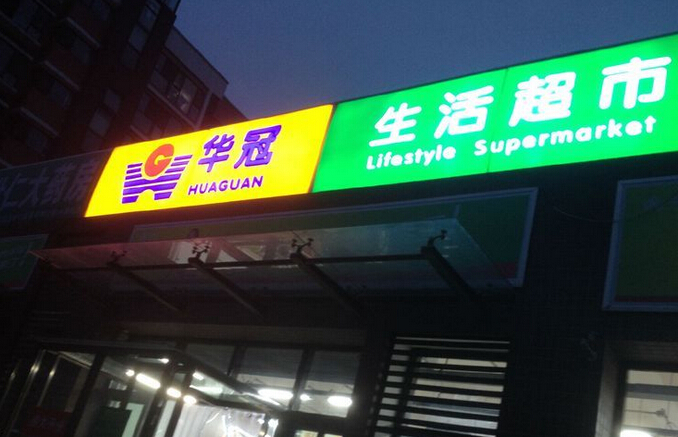 华冠
HUAGUAN
生活超市
Lifestyle Supermarket